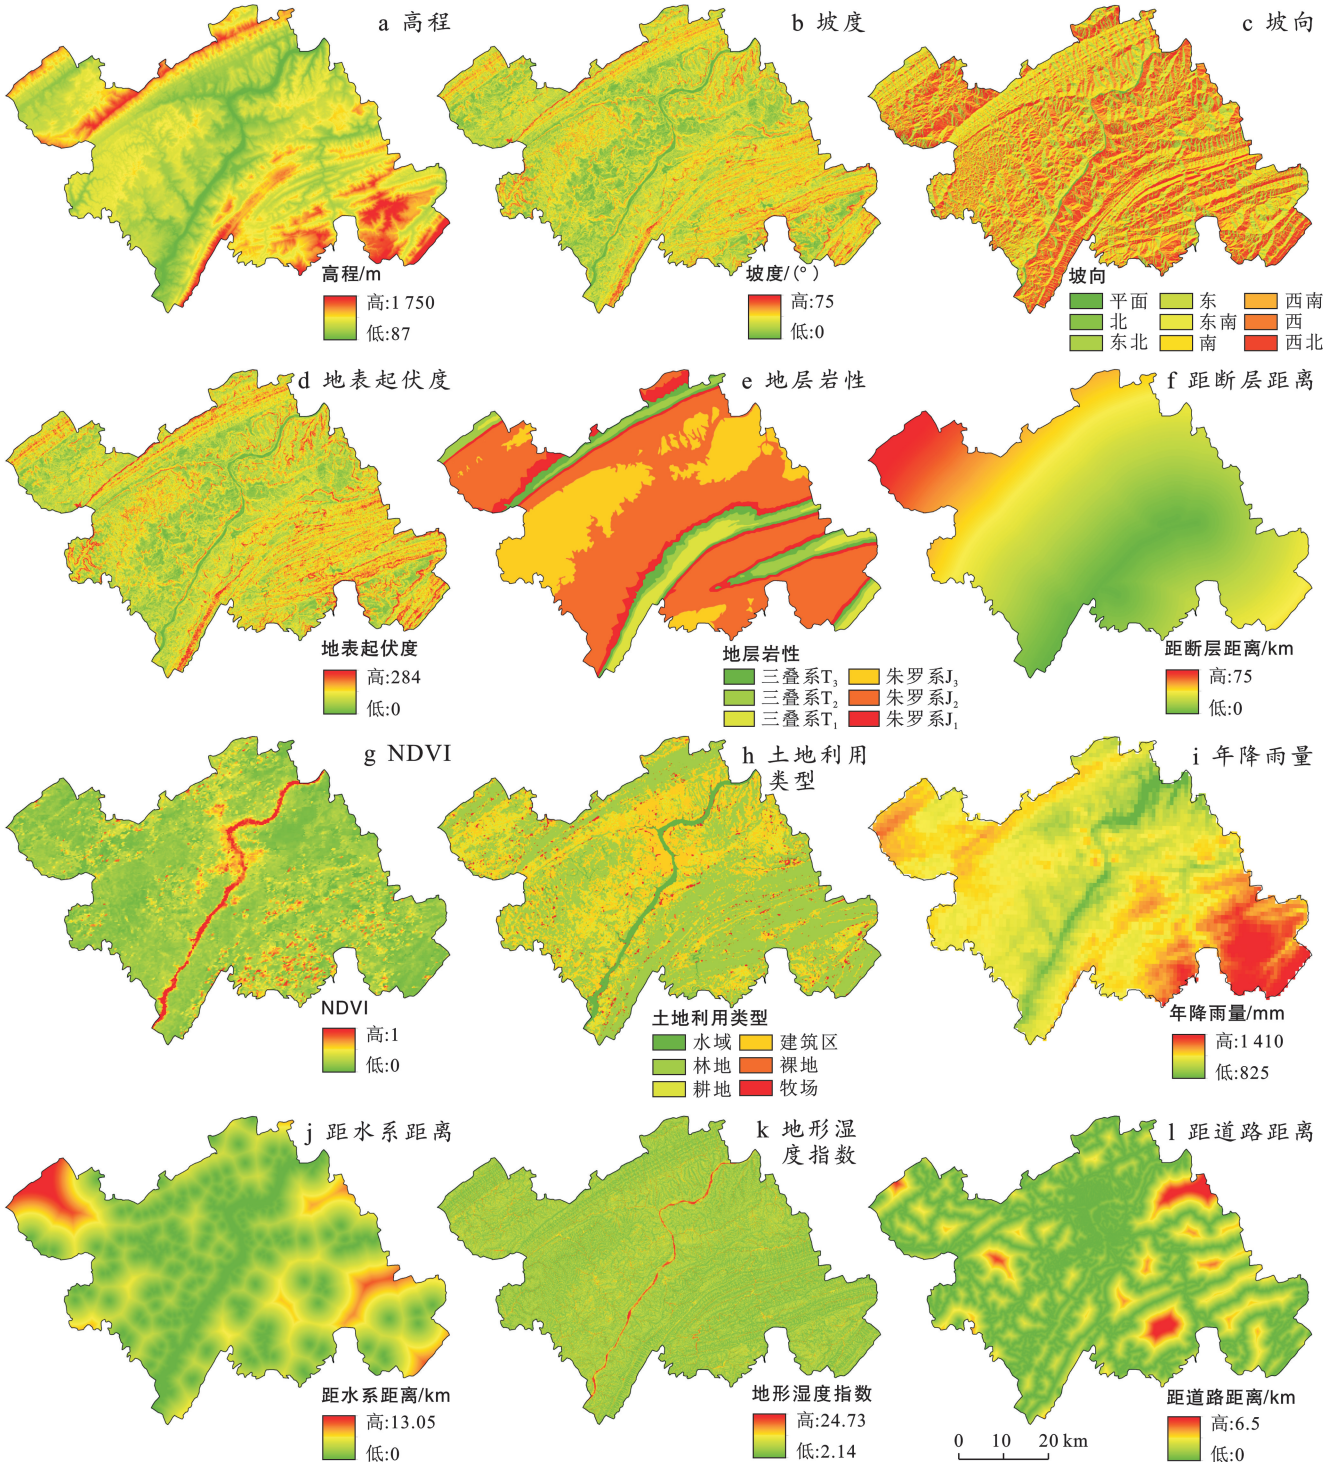 a 高程
高程/m
高:1 750
低:87
b 坡度
坡度/(°)
高:75
低:0
c 坡向
坡向
平面
东
西南
北
东南
西
东北
南
西北
d 地表起伏度
地表起伏度
高:284
低:0
e 地层岩性
地层岩性
三叠系T₃
朱罗系J₃
三叠系T₂
朱罗系J₂
三叠系T₁
朱罗系J₁
f 距断层距离
距断层距离/km
高:75
低:0
g NDVI
NDVI
高:1
低:0
h 土地利用
类型
土地利用类型
水域
建筑区
林地
裸地
耕地
牧场
i 年降雨量
年降雨量/mm
高:1 410
低:825
j 距水系距离
距水系距离/km
高:13.05
低:0
k 地形湿
度指数
地形湿度指数
高:24.73
低:2.14
l 距道路距离
距道路距离/km
高:6.5
低:0
0 10 20 km